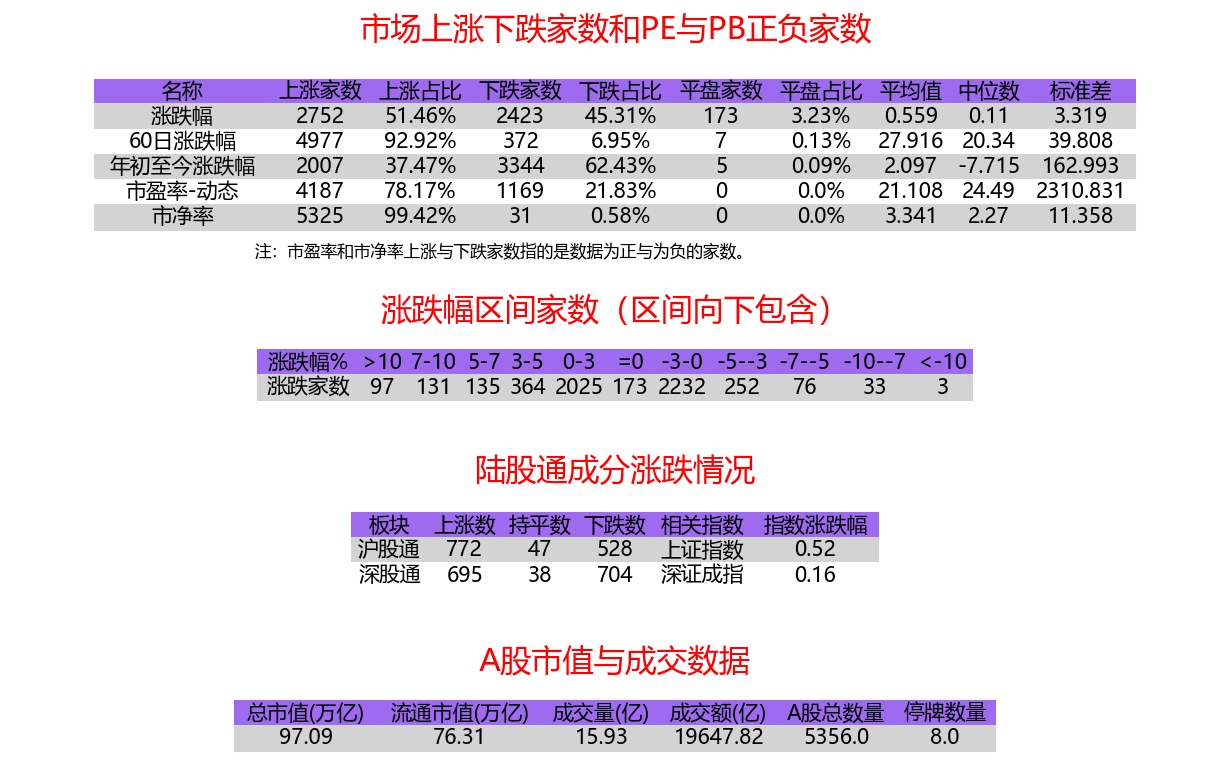 市场上涨下跌家数和PE与PB正负家数
名称 上涨家数 上涨占比 下跌家数 下跌占比 平盘家数 平盘占比 平均值 中位数 标准差
涨跌幅 2752 51.46% 2423 45.31% 173 3.23% 0.559 0.11 3.319
60日涨跌幅 4977 92.92% 372 6.95% 7 0.13% 27.916 20.34 39.808
年初至今涨跌幅 2007 37.47% 3344 62.43% 5 0.09% 2.097 -7.715 162.993
市盈率-动态 4187 78.17% 1169 21.83% 0 0.0% 21.108 24.49 2310.831
市净率 5325 99.42% 31 0.58% 0 0.0% 3.341 2.27 11.358
注：市盈率和市净率上涨与下跌家数指的是数据为正与为负的家数。
涨跌幅区间家数（区间向下包含）
涨跌幅% >10 7-10 5-7 3-5 0-3 =0 -3-0 -5--3 -7--5 -10--7 <-10
涨跌家数 97 131 135 364 2025 173 2232 252 76 33 3
陆股通成分涨跌情况
板块 上涨数 持平数 下跌数 相关指数 指数涨跌幅
沪股通 772 47 528 上证指数 0.52
深股通 695 38 704 深证成指 0.16
A股市值与成交数据
总市值(万亿) 流通市值(万亿) 成交量(亿) 成交额(亿) A股总数量 停牌数量
97.09 76.31 15.93 19647.82 5356.0 8.0